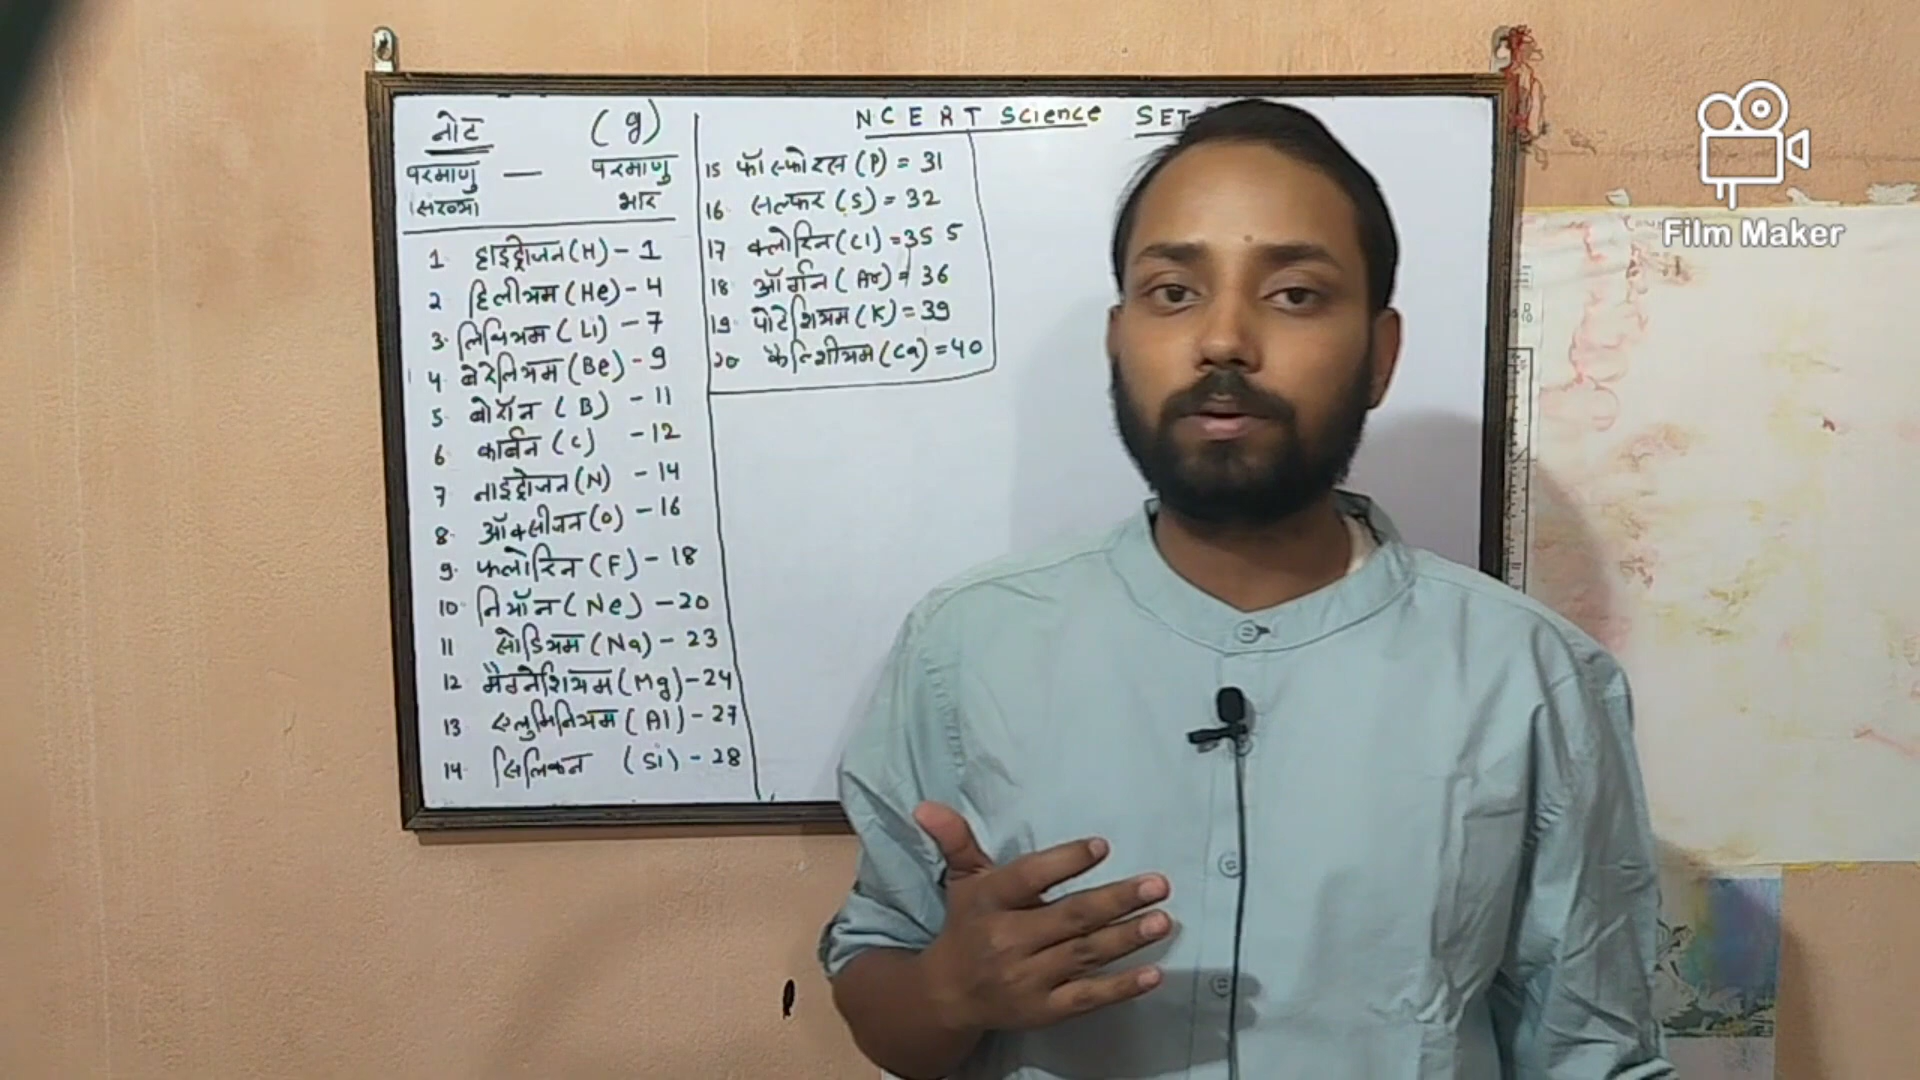 नोट (g)
परमाणु — परमाणु
संख्या भार
1 हाइड्रोजन (H) - 1
2 हिलीयम (He) - 4
3. लिथियम (Li) - 7
4 बेरेलियम (Be) - 9
5 बोरॉन (B) - 11
6 कार्बन (C) - 12
7 नाइट्रोजन (N) - 14
8. ऑक्सीजन (O) - 16
9. फ्लोरिन (F) - 18
10. नियॉन (Ne) - 20
11 सोडियम (Na) - 23
12 मैग्नेशियम (Mg) - 24
13 एलुमिनियम (Al) - 27
14. सिलिकन (Si) - 28
NCERT Science SET
15 फॉस्फोरस (P) = 31
16. सल्फर (S) = 32
17 क्लोरिन (Cl) = 35 5
18 ऑर्गन (Ar) = 36
19. पोटेशियम (K) = 39
20 कैल्शीयम (Ca) = 40
Film Maker